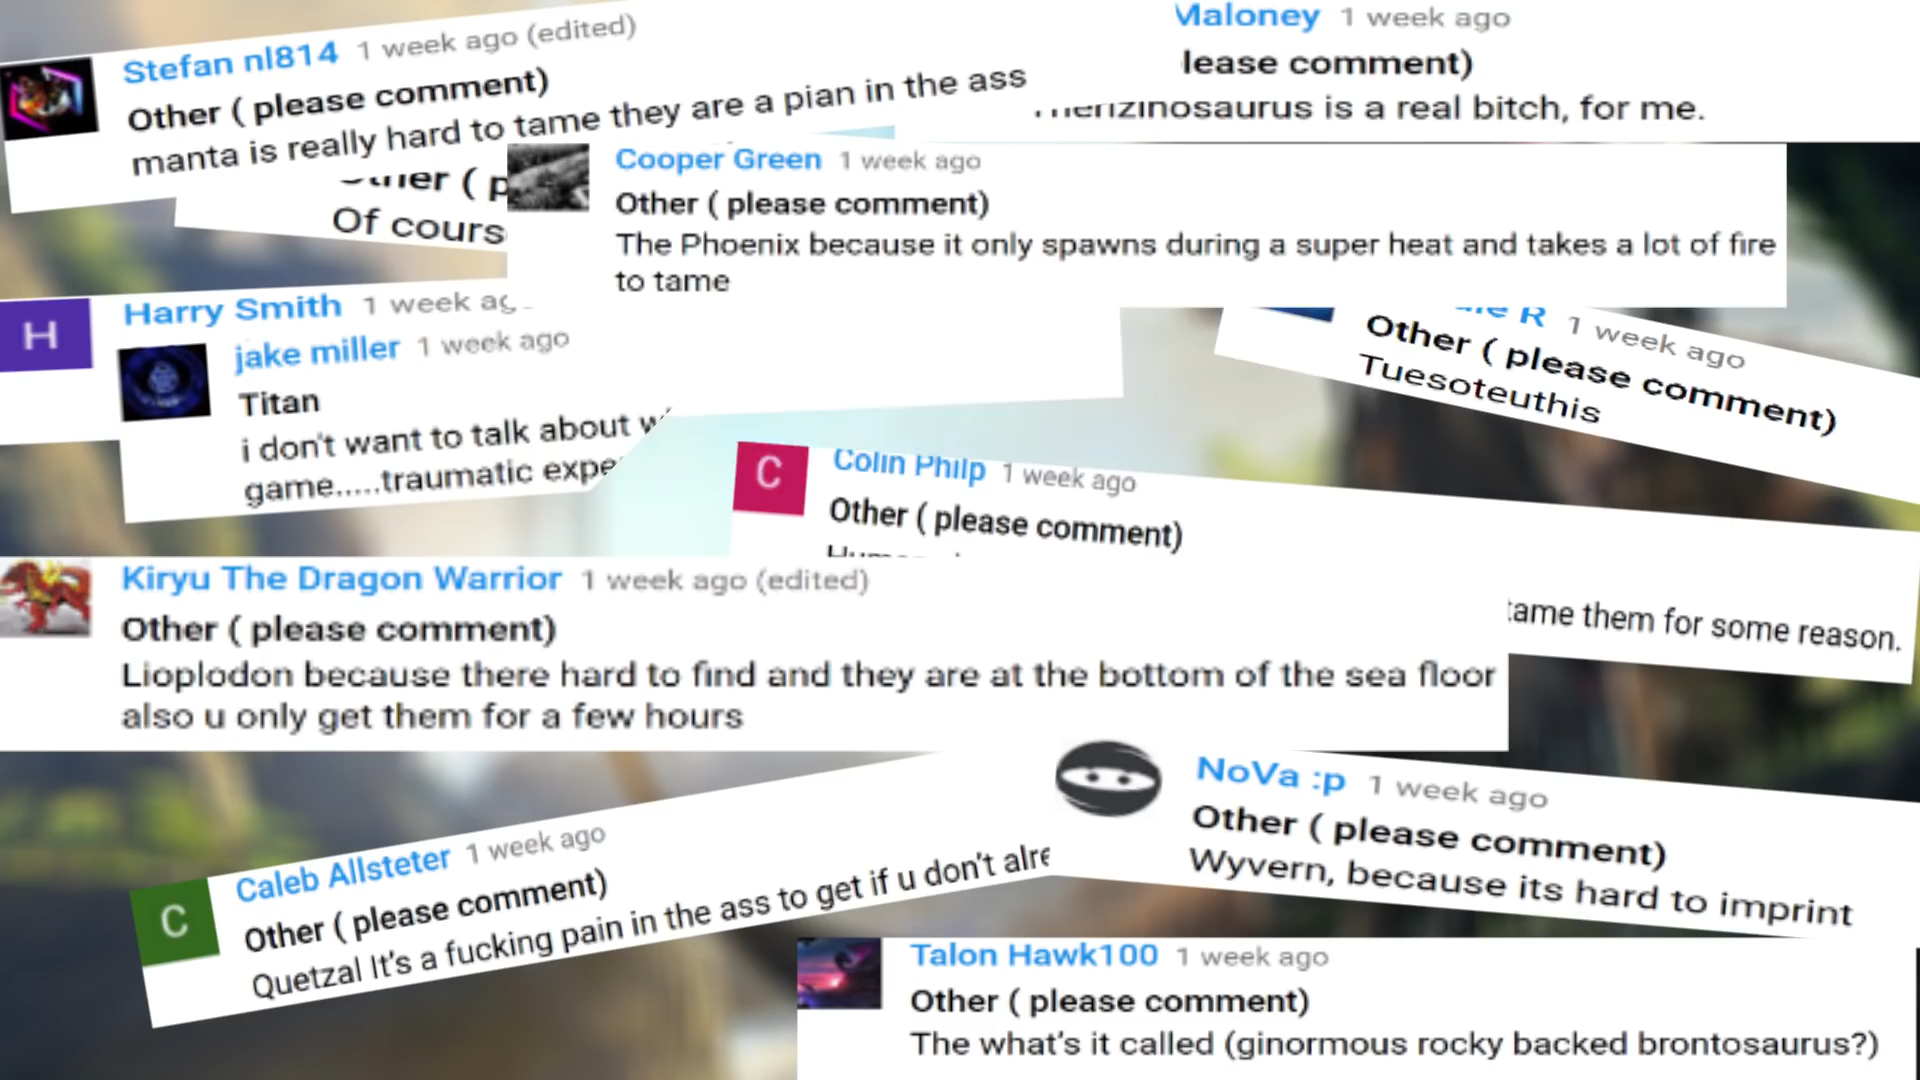 Stefan nl814 1 week ago (edited)
Other ( please comment)
manta is really hard to tame they are a pian in the ass
Maloney 1 week ago
lease comment)
is a real bitch, for me.
Other ( p
Of cours
Cooper Green 1 week ago
Other ( please comment)
The Phoenix because it only spawns during a super heat and takes a lot of fire
to tame
Harry Smith 1 week ag
jake miller 1 week ago
Titan
i don't want to talk about w
game.....traumatic expe
R 1 week ago
Other ( please comment)
Tuesoteuthis
C
H
Colin Philp 1 week ago
Other ( please comment)
tame them for some reason.
Kiryu The Dragon Warrior 1 week ago (edited)
Other ( please comment)
Lioplodon because there hard to find and they are at the bottom of the sea floor
also u only get them for a few hours
NoVa :p 1 week ago
Other ( please comment)
Wyvern, because its hard to imprint
C
Caleb Allsteter 1 week ago
Other ( please comment)
Quetzal It's a fucking pain in the ass to get if u don't alre
Talon Hawk100 1 week ago
Other ( please comment)
The what's it called (ginormous rocky backed brontosaurus?)